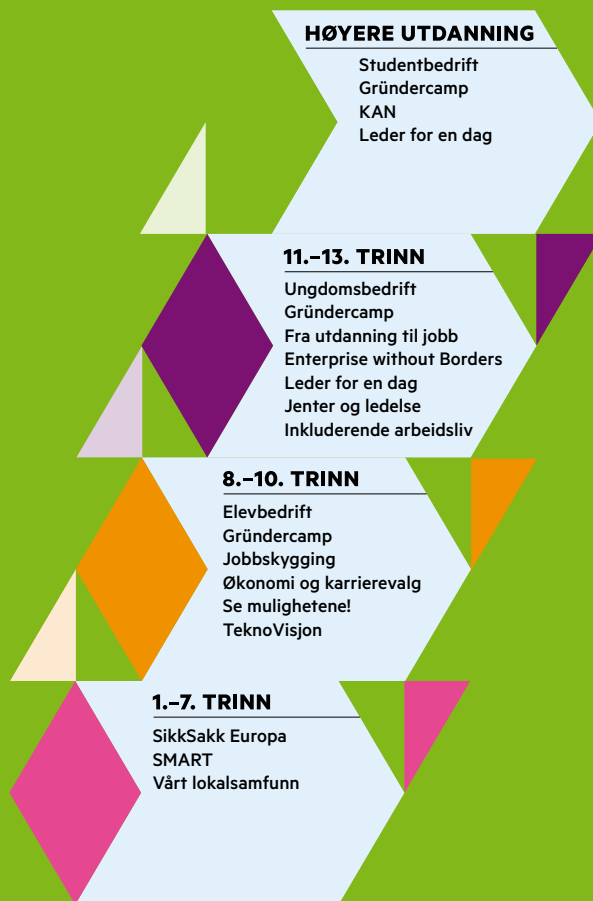 HØYERE UTDANNING
Studentbedrift
Gründercamp
KAN
Leder for en dag
11.–13. TRINN
Ungdomsbedrift
Gründercamp
Fra utdanning til jobb
Enterprise without Borders
Leder for en dag
Jenter og ledelse
Inkluderende arbeidsliv
8.–10. TRINN
Elevbedrift
Gründercamp
Jobbskygging
Økonomi og karrierevalg
Se mulighetene!
TeknoVisjon
1.–7. TRINN
SikkSakk Europa
SMART
Vårt lokalsamfunn